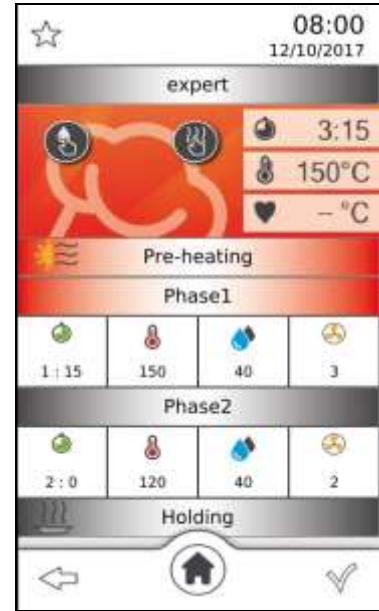 08:00
12/10/2017
expert
3:15
150°C
– °C
Pre-heating
Phase1
1 : 15 150 40 3
Phase2
2 : 0 120 40 2
Holding